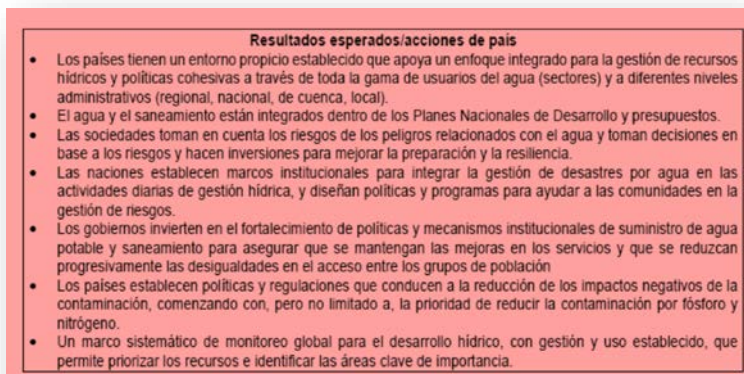 Resultados esperados/acciones de país
• Los países tienen un entorno propicio establecido que apoya un enfoque integrado para la gestión de recursos
hídricos y políticas cohesivas a través de toda la gama de usuarios del agua (sectores) y a diferentes niveles
administrativos (regional, nacional, de cuenca, local).
• El agua y el saneamiento están integrados dentro de los Planes Nacionales de Desarrollo y presupuestos.
• Las sociedades toman en cuenta los riesgos de los peligros relacionados con el agua y toman decisiones en
base a los riesgos y hacen inversiones para mejorar la preparación y la resiliencia.
• Las naciones establecen marcos institucionales para integrar la gestión de desastres por agua en las
actividades diarias de gestión hídrica, y diseñan políticas y programas para ayudar a las comunidades en la
gestión de riesgos.
• Los gobiernos invierten en el fortalecimiento de políticas y mecanismos institucionales de suministro de agua
potable y saneamiento para asegurar que se mantengan las mejoras en los servicios y que se reduzcan
progresivamente las desigualdades en el acceso entre los grupos de población
• Los países establecen políticas y regulaciones que conducen a la reducción de los impactos negativos de la
contaminación, comenzando con, pero no limitado a, la prioridad de reducir la contaminación por fósforo y
nitrógeno.
• Un marco sistemático de monitoreo global para el desarrollo hídrico, con gestión y uso establecido, que
permite priorizar los recursos e identificar las áreas clave de importancia.